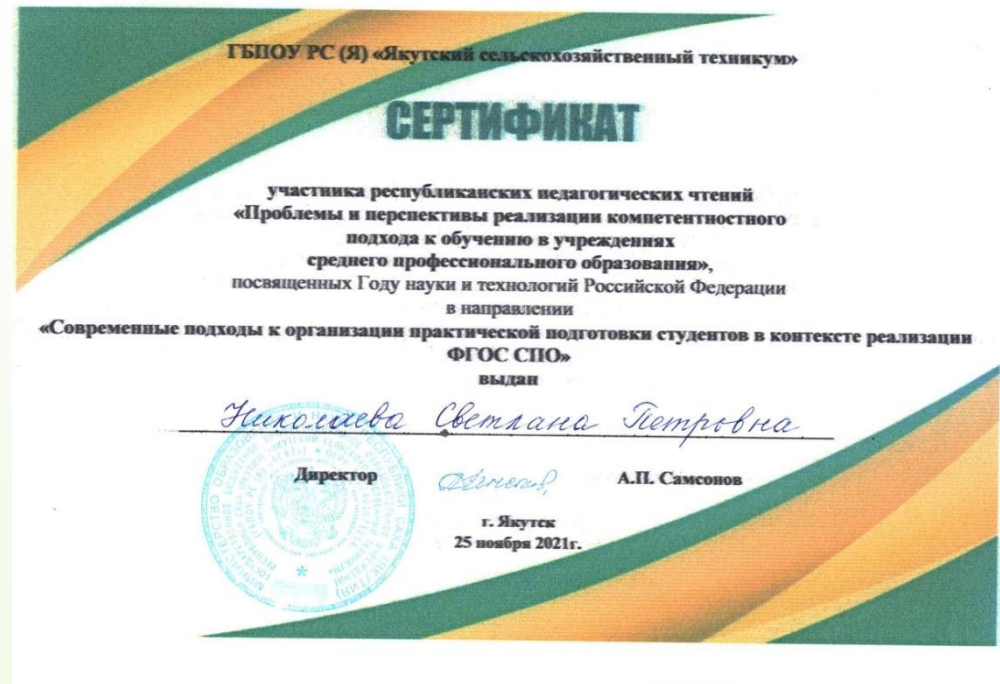 ГБПОУ РС (Я) «Якутский сельскохозяйственный техникум»
СЕРТИФИКАТ
участника республиканских педагогических чтений
«Проблемы и перспективы реализации компетентностного
подхода к обучению в учреждениях
среднего профессионального образования»,
посвященных Году науки и технологий Российской Федерации
в направлении
«Современные подходы к организации практической подготовки студентов в контексте реализации
ФГОС СПО»
выдан
Николаева Светлана Петровна
Директор А.П. Самсонов
г. Якутск
25 ноября 2021г.